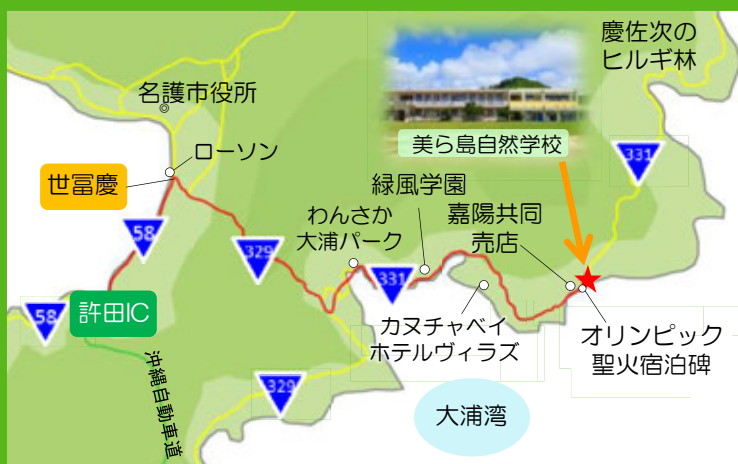 慶佐次の
ヒルギ林
名護市役所
美ら島自然学校
331
ローソン
世冨慶
緑風学園
嘉陽共同
売店
わんさか
大浦パーク
58
329
331
58
許田IC
カヌチャベイ
ホテルヴィラズ
オリンピック
聖火宿泊碑
沖縄自動車道
329
大浦湾